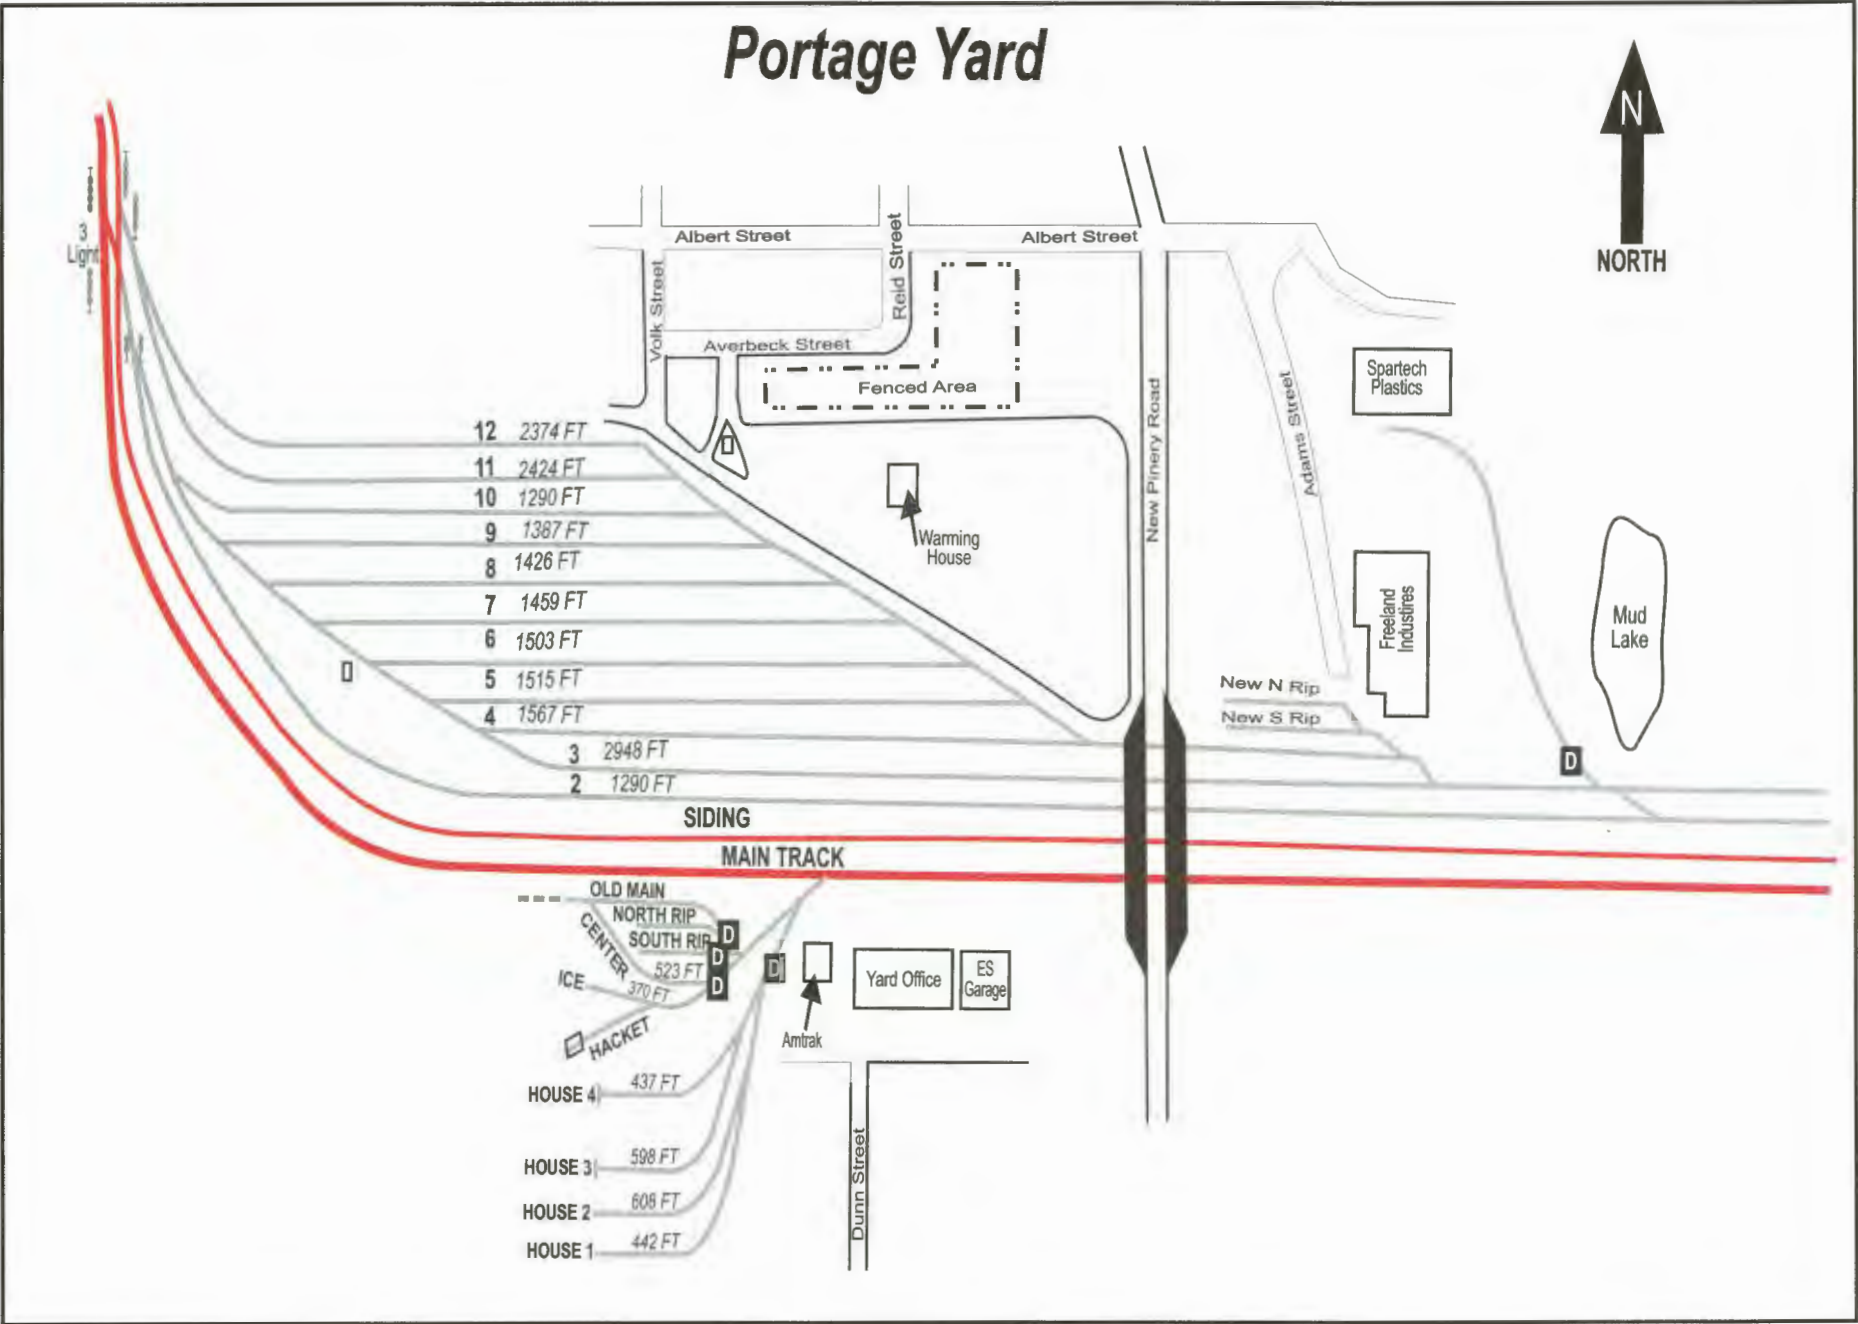 Portage Yard
N
NORTH
3
Light
Albert Street
Albert Street
Volk Street
Reid Street
Averbeck Street
Fenced Area
New Pinery Road
Adams Street
Spartech
Plastics
Warming
House
Freeland
Industires
Mud
Lake
12 2374 FT
11 2424 FT
10 1290 FT
9 1387 FT
8 1426 FT
7 1459 FT
6 1503 FT
5 1515 FT
4 1567 FT
3 2948 FT
2 1290 FT
New N Rip
New S Rip
D
SIDING
MAIN TRACK
OLD MAIN
NORTH RIP
SOUTH RIP
CENTER
523 FT
ICE
370 FT
HACKET
D
D
D
D
Amtrak
Yard Office
ES
Garage
HOUSE 4 437 FT
HOUSE 3 598 FT
HOUSE 2 608 FT
HOUSE 1 442 FT
Dunn Street